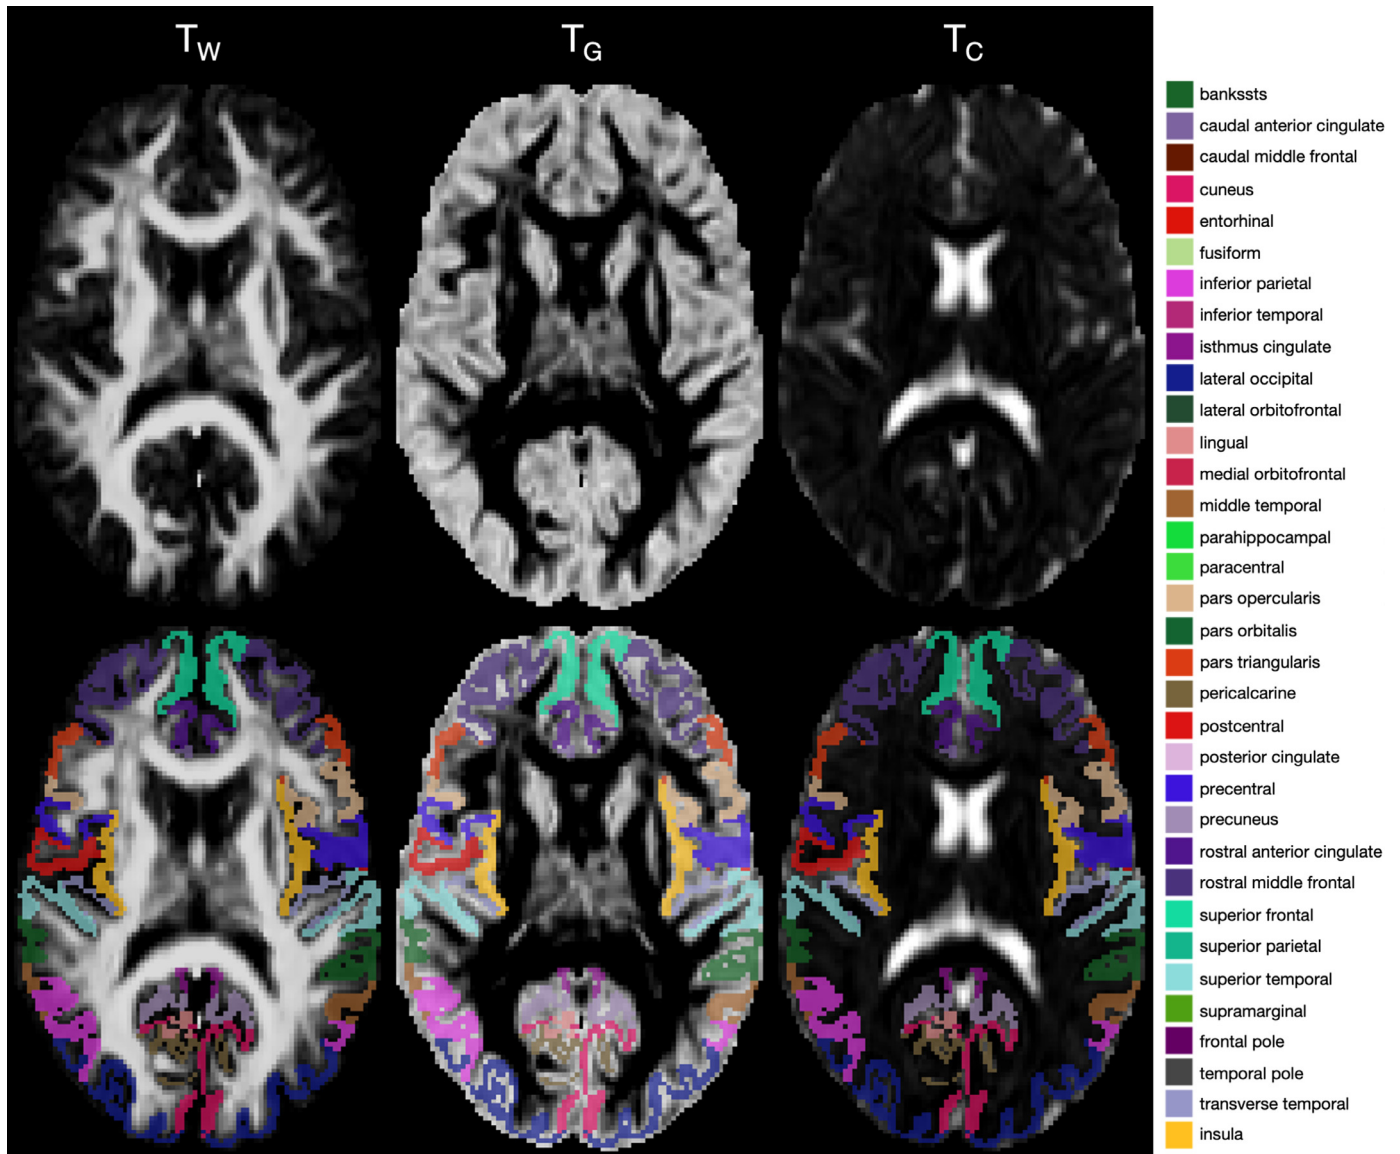 TW
TG
TC
bankssts
caudal anterior cingulate
caudal middle frontal
cuneus
entorhinal
fusiform
inferior parietal
inferior temporal
isthmus cingulate
lateral occipital
lateral orbitofrontal
lingual
medial orbitofrontal
middle temporal
parahippocampal
paracentral
pars opercularis
pars orbitalis
pars triangularis
pericalcarine
postcentral
posterior cingulate
precentral
precuneus
rostral anterior cingulate
rostral middle frontal
superior frontal
superior parietal
superior temporal
supramarginal
frontal pole
temporal pole
transverse temporal
insula